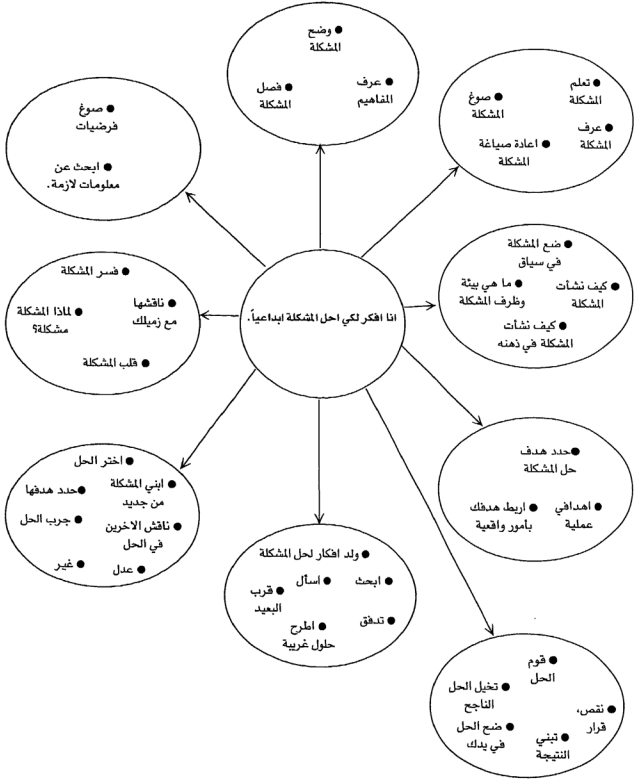 ● وضح
المشكلة
● عرف
المفاهيم
● فصل
المشكلة
● تعلم
المشكلة
● صوغ
المشكلة
● عرف
المشكلة
● اعادة صياغة
المشكلة
● صوغ
فرضيات
● ابحث عن
معلومات لازمة.
● ضع المشكلة
في سياق
● كيف نشأت
المشكلة
● ما هي بيئة
وظرف المشكلة
● كيف نشأت
المشكلة في ذهنه
انا افكر لكي احل المشكلة ابداعياً.
● فسر المشكلة
● ناقشها
مع زميلك
● لماذا المشكلة
مشكلة؟
● قلب المشكلة
● حدد هدف
حل المشكلة
● اهدافي
عملية
● اربط هدفك
بأمور واقعية
● اختر الحل
● ابني المشكلة
من جديد
● حدد هدفها
● ناقش الاخرين
في الحل
● جرب الحل
● عدل
● غير
● ولد افكار لحل المشكلة
● ابحث
● اسأل
● قرب
البعيد
● تدفق
● اطرح
حلول غريبة
● قوم
الحل
● تخيل الحل
الناجح
● نقص،
قرار
● ضع الحل
في يدك
● تبني
النتيجة